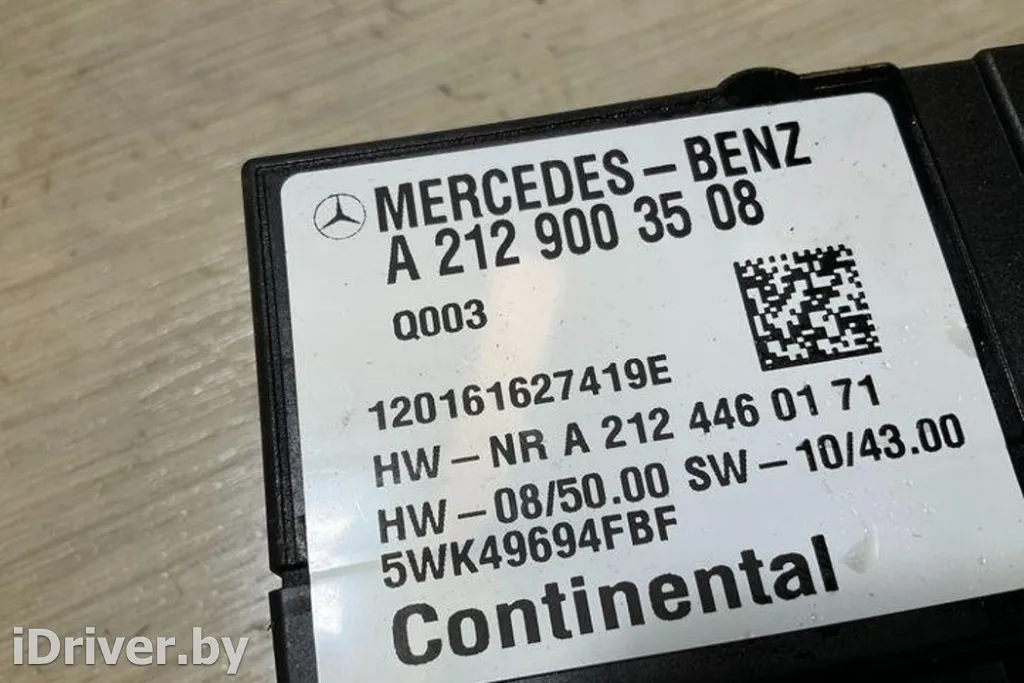 MERCEDES-BENZ
A 212 900 35 08
Q003
120161627419E
HW-NR A 212 446 01 71
HW-08/50.00 SW-10/43.00
5WK49694FBF
Continental
iDriver.by